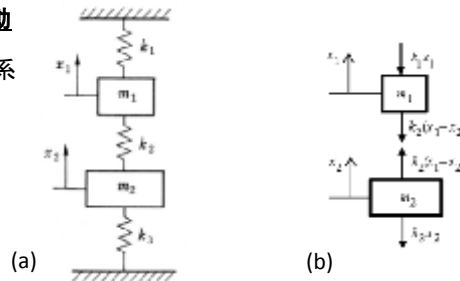 動
系
x₁
k₁
m₁
k₂
x₂
m₂
k₃
(a)
x₁
k₁x₁
m₁
k₂(x₁−x₂
x₂
k₂(x₁−x₂
m₂
k₃x₂
(b)